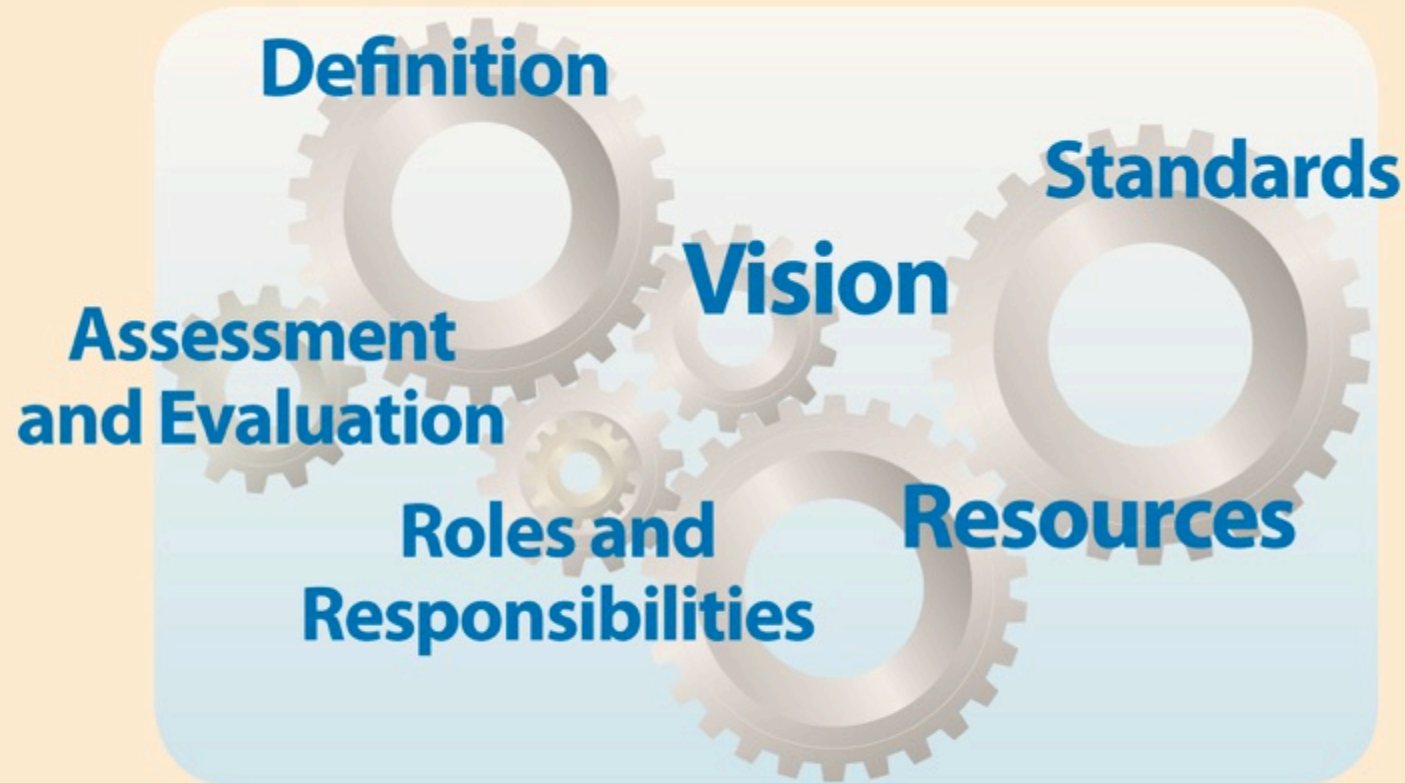 Definition
Standards
Vision
Assessment
and Evaluation
Resources
Roles and
Responsibilities